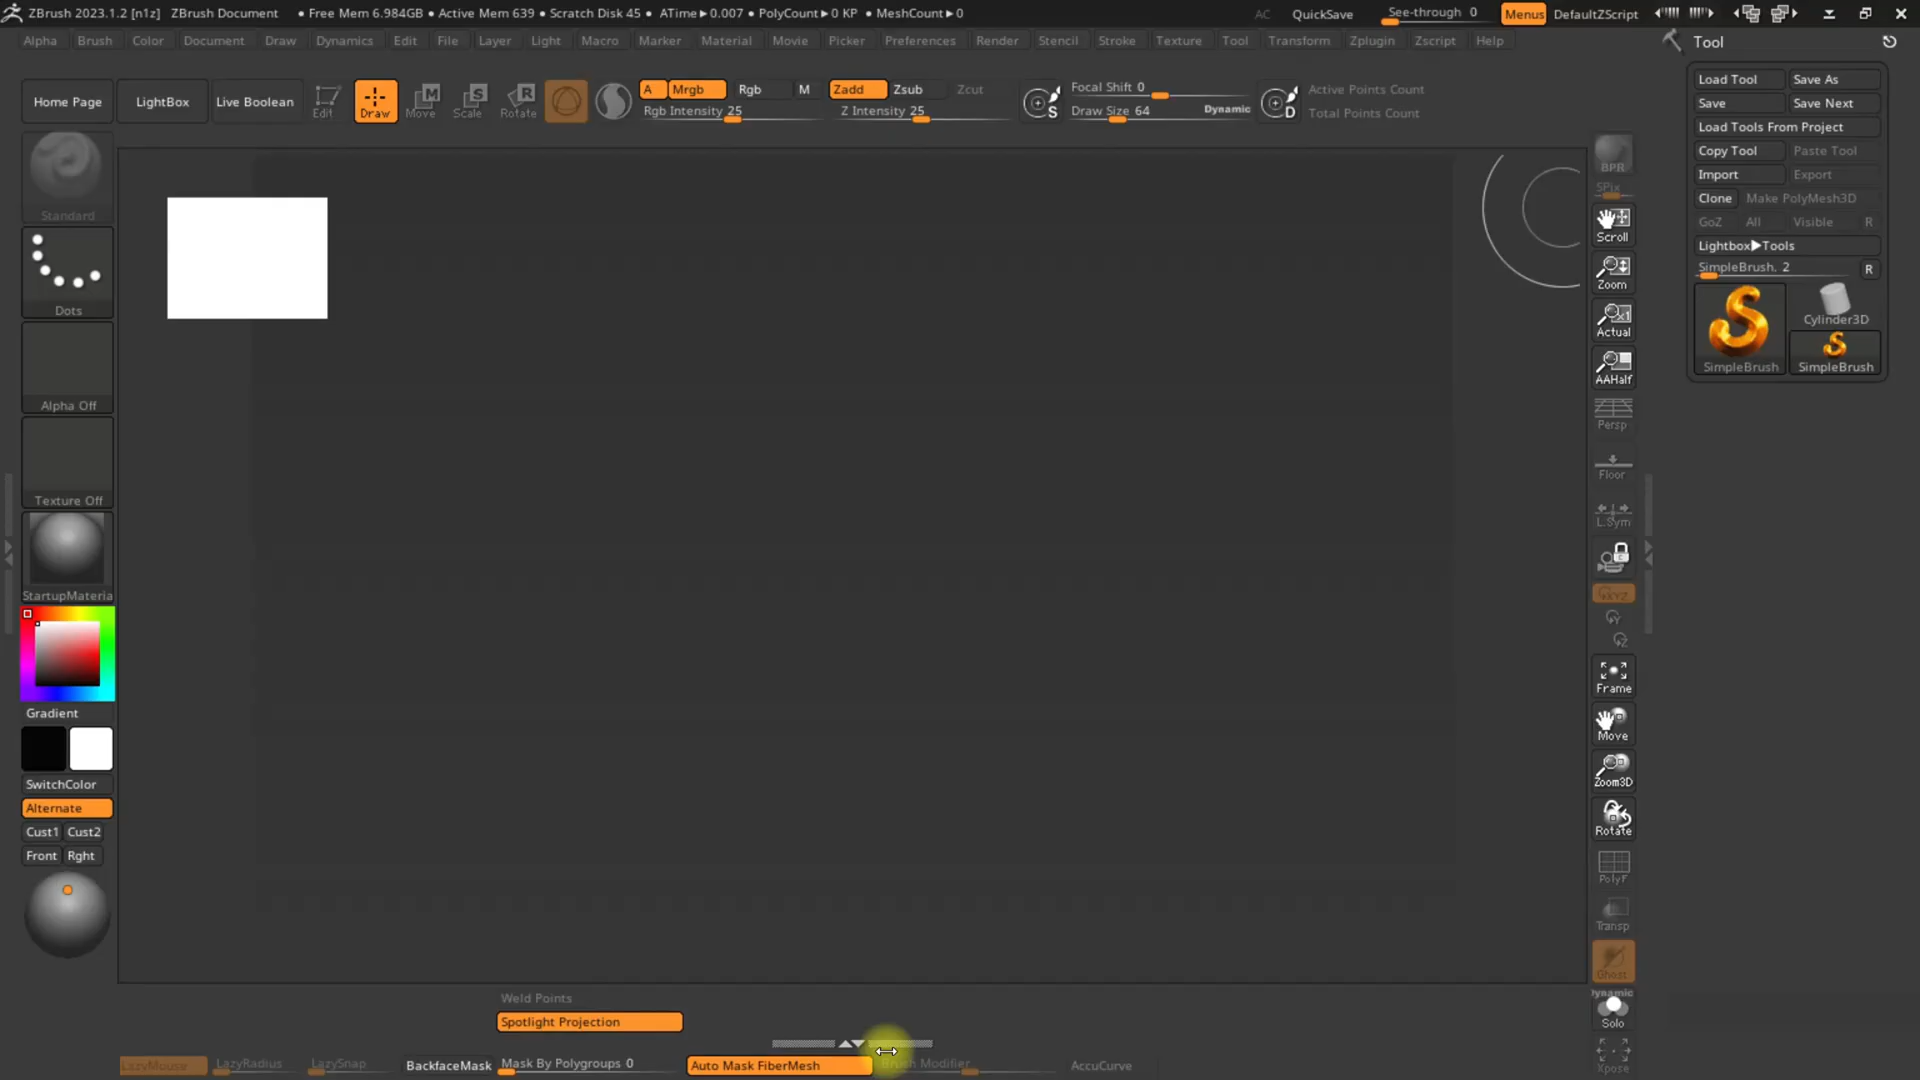 ZBrush 2023.1.2 [n1z] ZBrush Document • Free Mem 6.984GB • Active Mem 639 • Scratch Disk 45 • ATime▶0.007 • PolyCount▶0 KP • MeshCount▶0 AC QuickSave See-through 0 Menus DefaultZScript
Alpha Brush Color Document Draw Dynamics Edit File Layer Light Macro Marker Material Movie Picker Preferences Render Stencil Stroke Texture Tool Transform Zplugin Zscript Help
Tool
Load Tool Save As
Save Save Next
Load Tools From Project
Copy Tool Paste Tool
Import Export
Clone Make PolyMesh3D
GoZ All Visible R
Lightbox▶Tools
SimpleBrush. 2 R
Cylinder3D
SimpleBrush SimpleBrush
Home Page LightBox Live Boolean Edit Draw Move Scale Rotate
A Mrgb Rgb M Zadd Zsub Zcut
Rgb Intensity 25 Z Intensity 25
S Focal Shift 0
Draw Size 64 Dynamic D
Active Points Count
Total Points Count
Standard
Dots
Alpha Off
Texture Off
StartupMateria
Gradient
SwitchColor
Alternate
Cust1 Cust2
Front Rght
BPR
SPix
Scroll
Zoom
Actual
AAHalf
Persp
Floor
L.Sym
Frame
Move
Zoom3D
Rotate
PolyF
Transp
Ghost
Dynamic
Solo
Xpose
Weld Points
Spotlight Projection
LazyMouse LazyRadius LazySnap BackfaceMask Mask By Polygroups 0 Auto Mask FiberMesh Brush Modifier AccuCurve